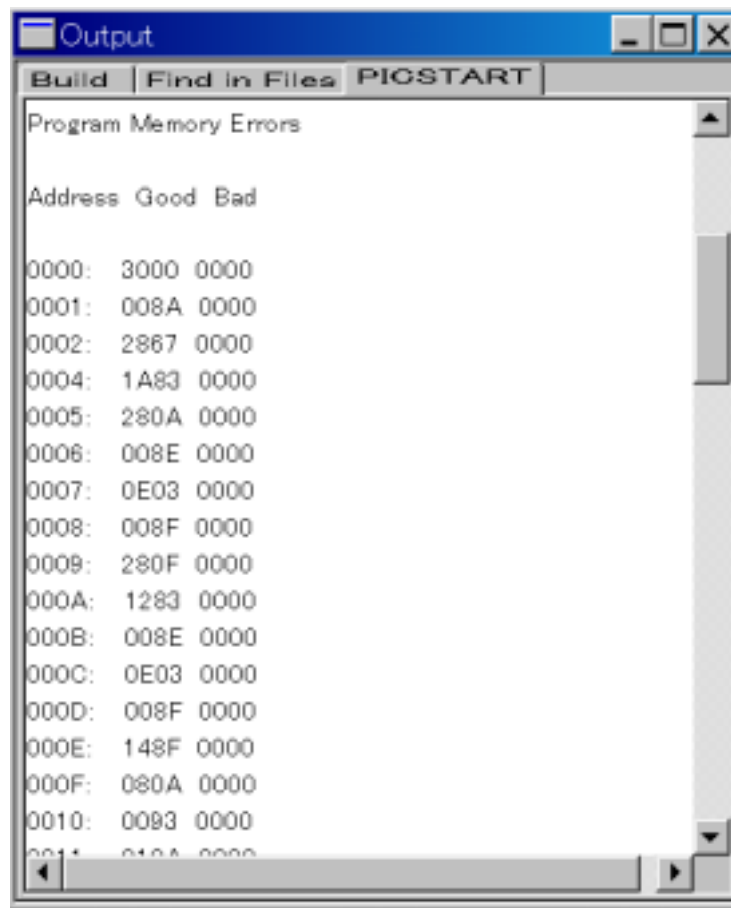 Output
Build Find in Files PICSTART
Program Memory Errors
Address Good Bad
0000: 3000 0000
0001: 008A 0000
0002: 2867 0000
0004: 1A83 0000
0005: 280A 0000
0006: 008E 0000
0007: 0E03 0000
0008: 008F 0000
0009: 280F 0000
000A: 1283 0000
000B: 008E 0000
000C: 0E03 0000
000D: 008F 0000
000E: 148F 0000
000F: 080A 0000
0010: 0093 0000